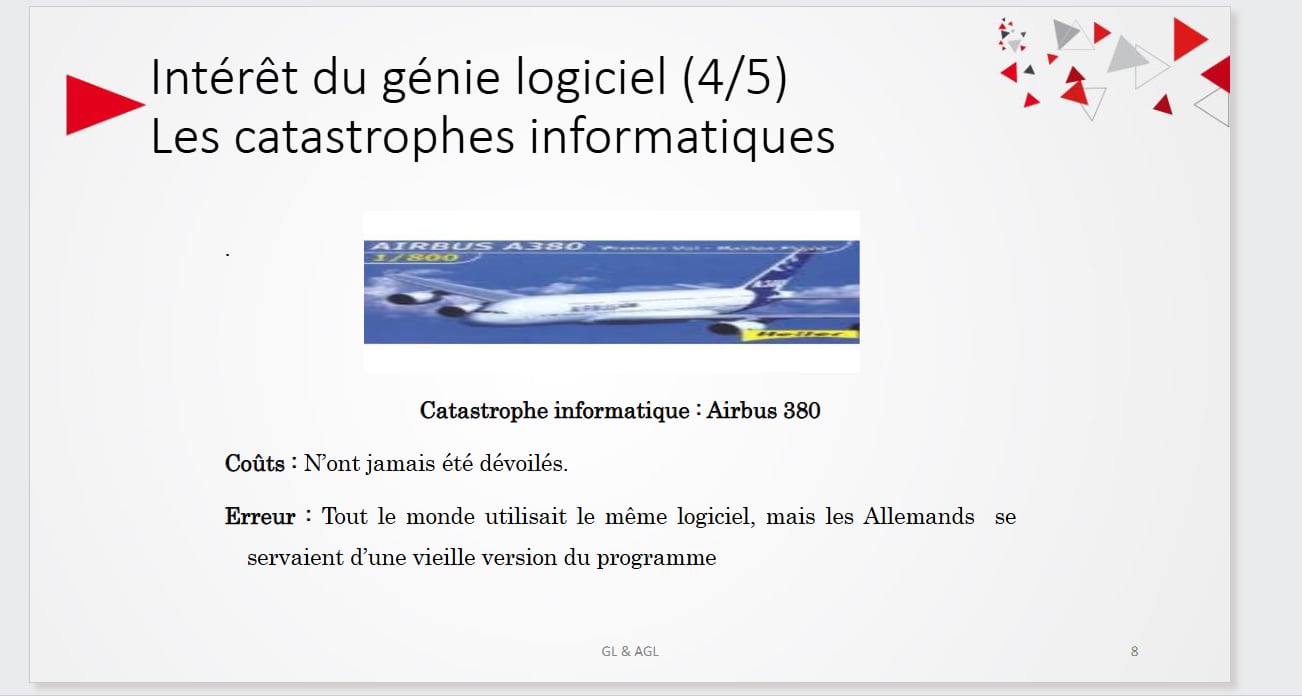 Intérêt du génie logiciel (4/5)
Les catastrophes informatiques
.
AIRBUS A380
1/800
Heller
Catastrophe informatique : Airbus 380
Coûts : N’ont jamais été dévoilés.
Erreur : Tout le monde utilisait le même logiciel, mais les Allemands se
servaient d’une vieille version du programme
GL & AGL
8